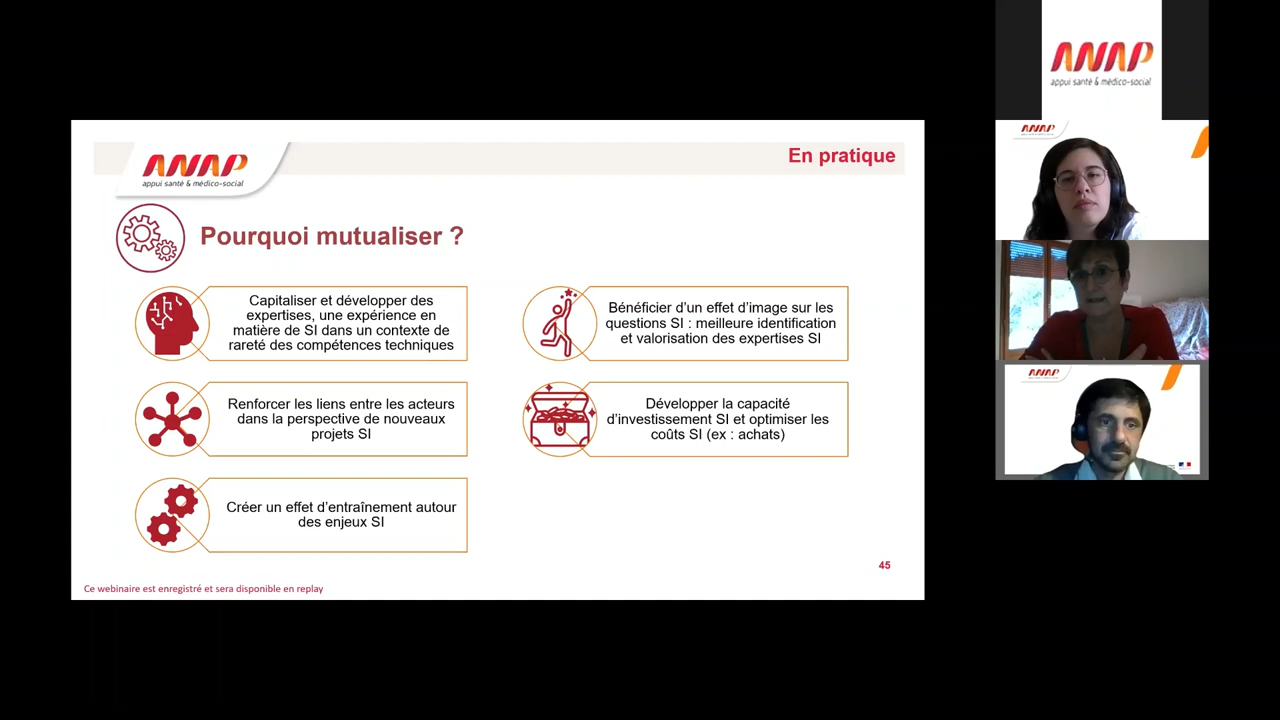 ANAP
appui santé & médico-social
En pratique
Pourquoi mutualiser ?
Capitaliser et développer des
expertises, une expérience en
matière de SI dans un contexte de
rareté des compétences techniques
Renforcer les liens entre les acteurs
dans la perspective de nouveaux
projets SI
Créer un effet d'entraînement autour
des enjeux SI
Bénéficier d'un effet d'image sur les
questions SI : meilleure identification
et valorisation des expertises SI
Développer la capacité
d'investissement SI et optimiser les
coûts SI (ex : achats)
45
Ce webinaire est enregistré et sera disponible en replay
ANAP
appui santé & médico-social
ANAP
ANAP